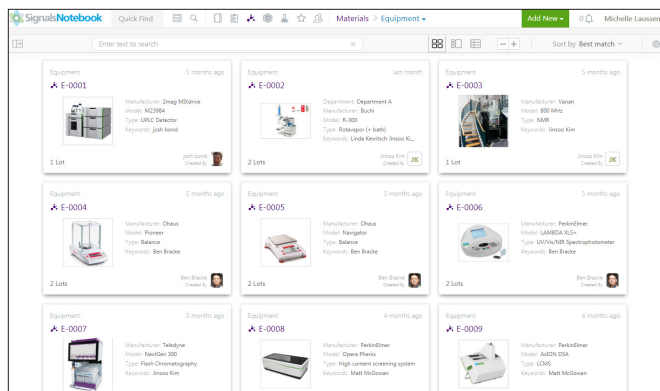 SignalsNotebook Quick Find Materials > Equipment Add New 0 Michelle Laussen
Enter text to search » − + Sort by Best match
Equipment 5 months ago
E-0001
Manufacturer: 2mag MIXdrive
Model: M23984
Type: UPLC Detector
Keywords: josh bond
1 Lot
josh bond
Created By
Equipment last month
E-0002
Department: Department A
Manufacturer: Buchi
Model: R-300
Type: Rotavapor (+ bath)
Keywords: Linda Kewitsch Jinsoo Ki...
2 Lots
Jinsoo Kim
Created By
JK
Equipment 5 months ago
E-0003
Manufacturer: Varian
Model: 800 MHz
Type: NMR
Keywords: Jinsoo Kim
1 Lot
Jinsoo Kim
Created By
JK
Equipment 5 months ago
E-0004
Manufacturer: Ohaus
Model: Pioneer
Type: Balance
Keywords: Ben Bracke
2 Lots
Ben Bracke
Created By
Equipment 5 months ago
E-0005
Manufacturer: Ohaus
Model: Navigator
Type: Balance
Keywords: Ben Bracke
2 Lots
Ben Bracke
Created By
Equipment 5 months ago
E-0006
Manufacturer: PerkinElmer
Model: LAMBDA XLS+
Type: UV/Vis/NIR Spectrophotometer
Keywords: Ben Bracke
2 Lots
Ben Bracke
Created By
Equipment 5 months ago
E-0007
Manufacturer: Teledyne
Model: NextGen 300
Type: Flash Chromatography
Keywords: Jinsoo Kim
Equipment 4 months ago
E-0008
Manufacturer: PerkinElmer
Model: Opera Phenix
Type: High content screening system
Keywords: Matt McGowan
Equipment 4 months ago
E-0009
Manufacturer: PerkinElmer
Model: AxION DSA
Type: LCMS
Keywords: Matt McGowan